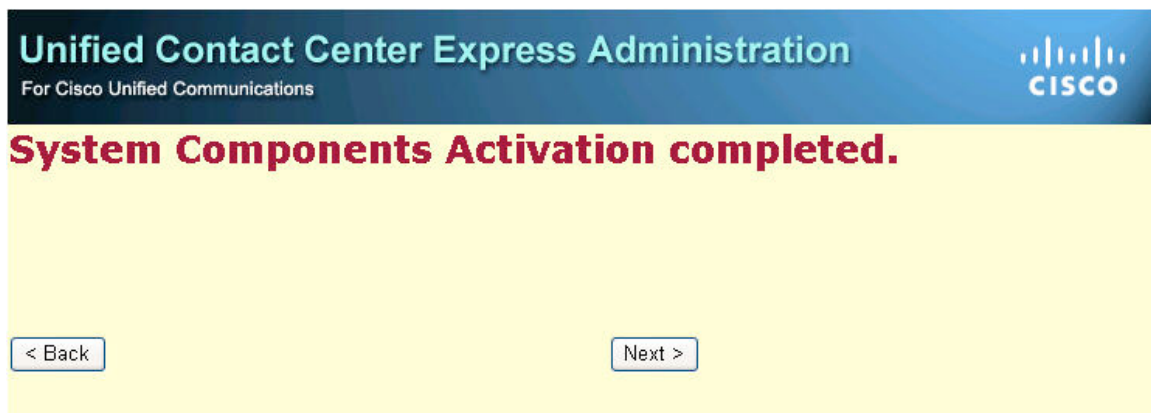 Unified Contact Center Express Administration
For Cisco Unified Communications
CISCO
System Components Activation completed.
< Back
Next >